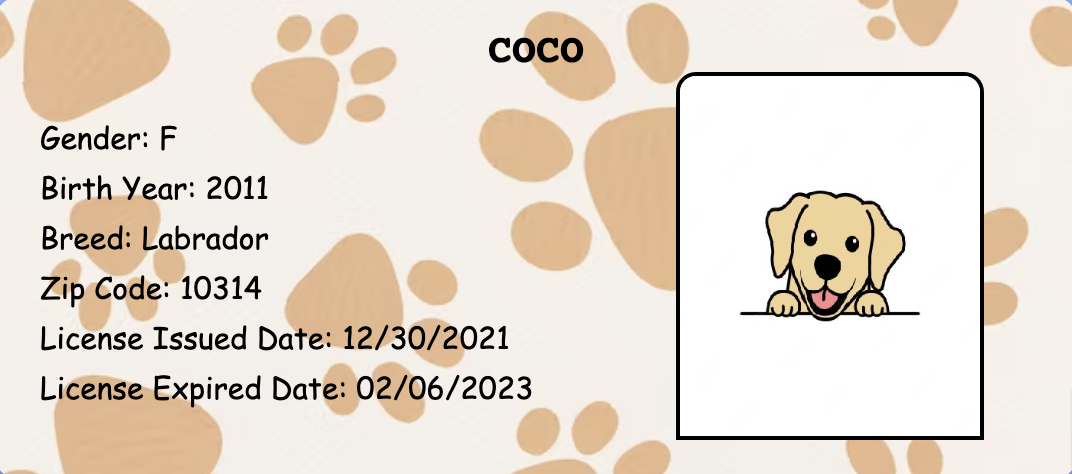 COCO
Gender: F
Birth Year: 2011
Breed: Labrador
Zip Code: 10314
License Issued Date: 12/30/2021
License Expired Date: 02/06/2023